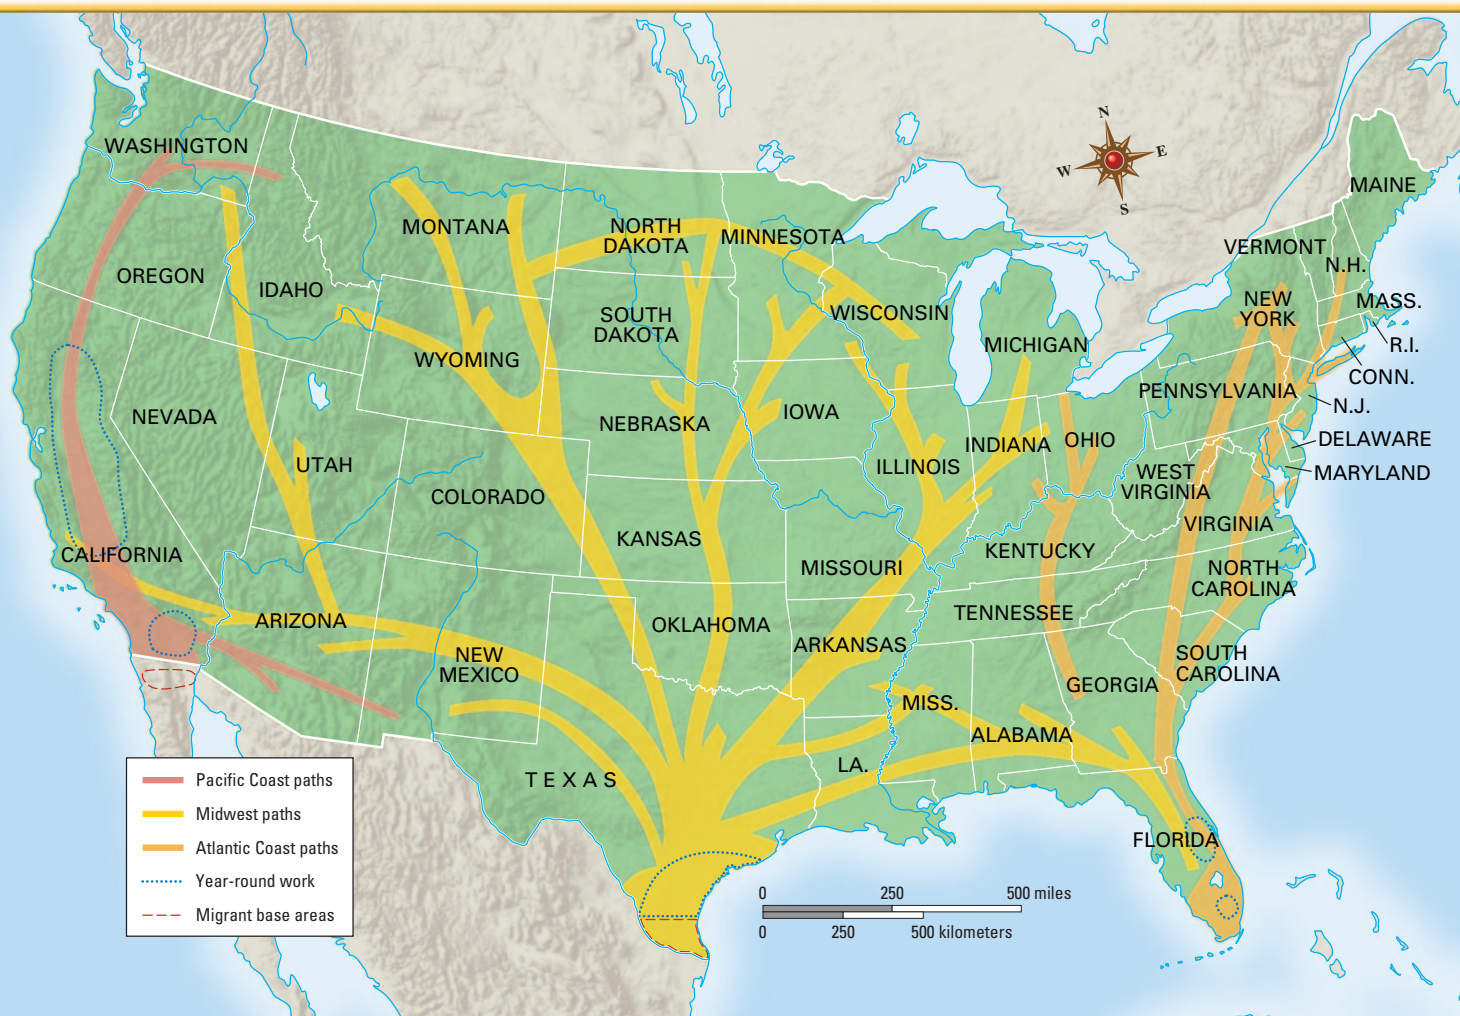 N
W
E
S
WASHINGTON
MONTANA
NORTH
DAKOTA
MINNESOTA
MAINE
VERMONT
N.H.
OREGON
IDAHO
SOUTH
DAKOTA
WISCONSIN
NEW
YORK
MASS.
R.I.
MICHIGAN
WYOMING
CONN.
PENNSYLVANIA
N.J.
NEVADA
NEBRASKA
IOWA
INDIANA
OHIO
DELAWARE
UTAH
ILLINOIS
WEST
VIRGINIA
MARYLAND
COLORADO
VIRGINIA
KANSAS
KENTUCKY
CALIFORNIA
MISSOURI
NORTH
CAROLINA
ARIZONA
OKLAHOMA
TENNESSEE
ARKANSAS
NEW
MEXICO
SOUTH
CAROLINA
GEORGIA
MISS.
ALABAMA
LA.
TEXAS
FLORIDA
Pacific Coast paths
Midwest paths
Atlantic Coast paths
Year-round work
Migrant base areas
0 250 500 miles
0 250 500 kilometers